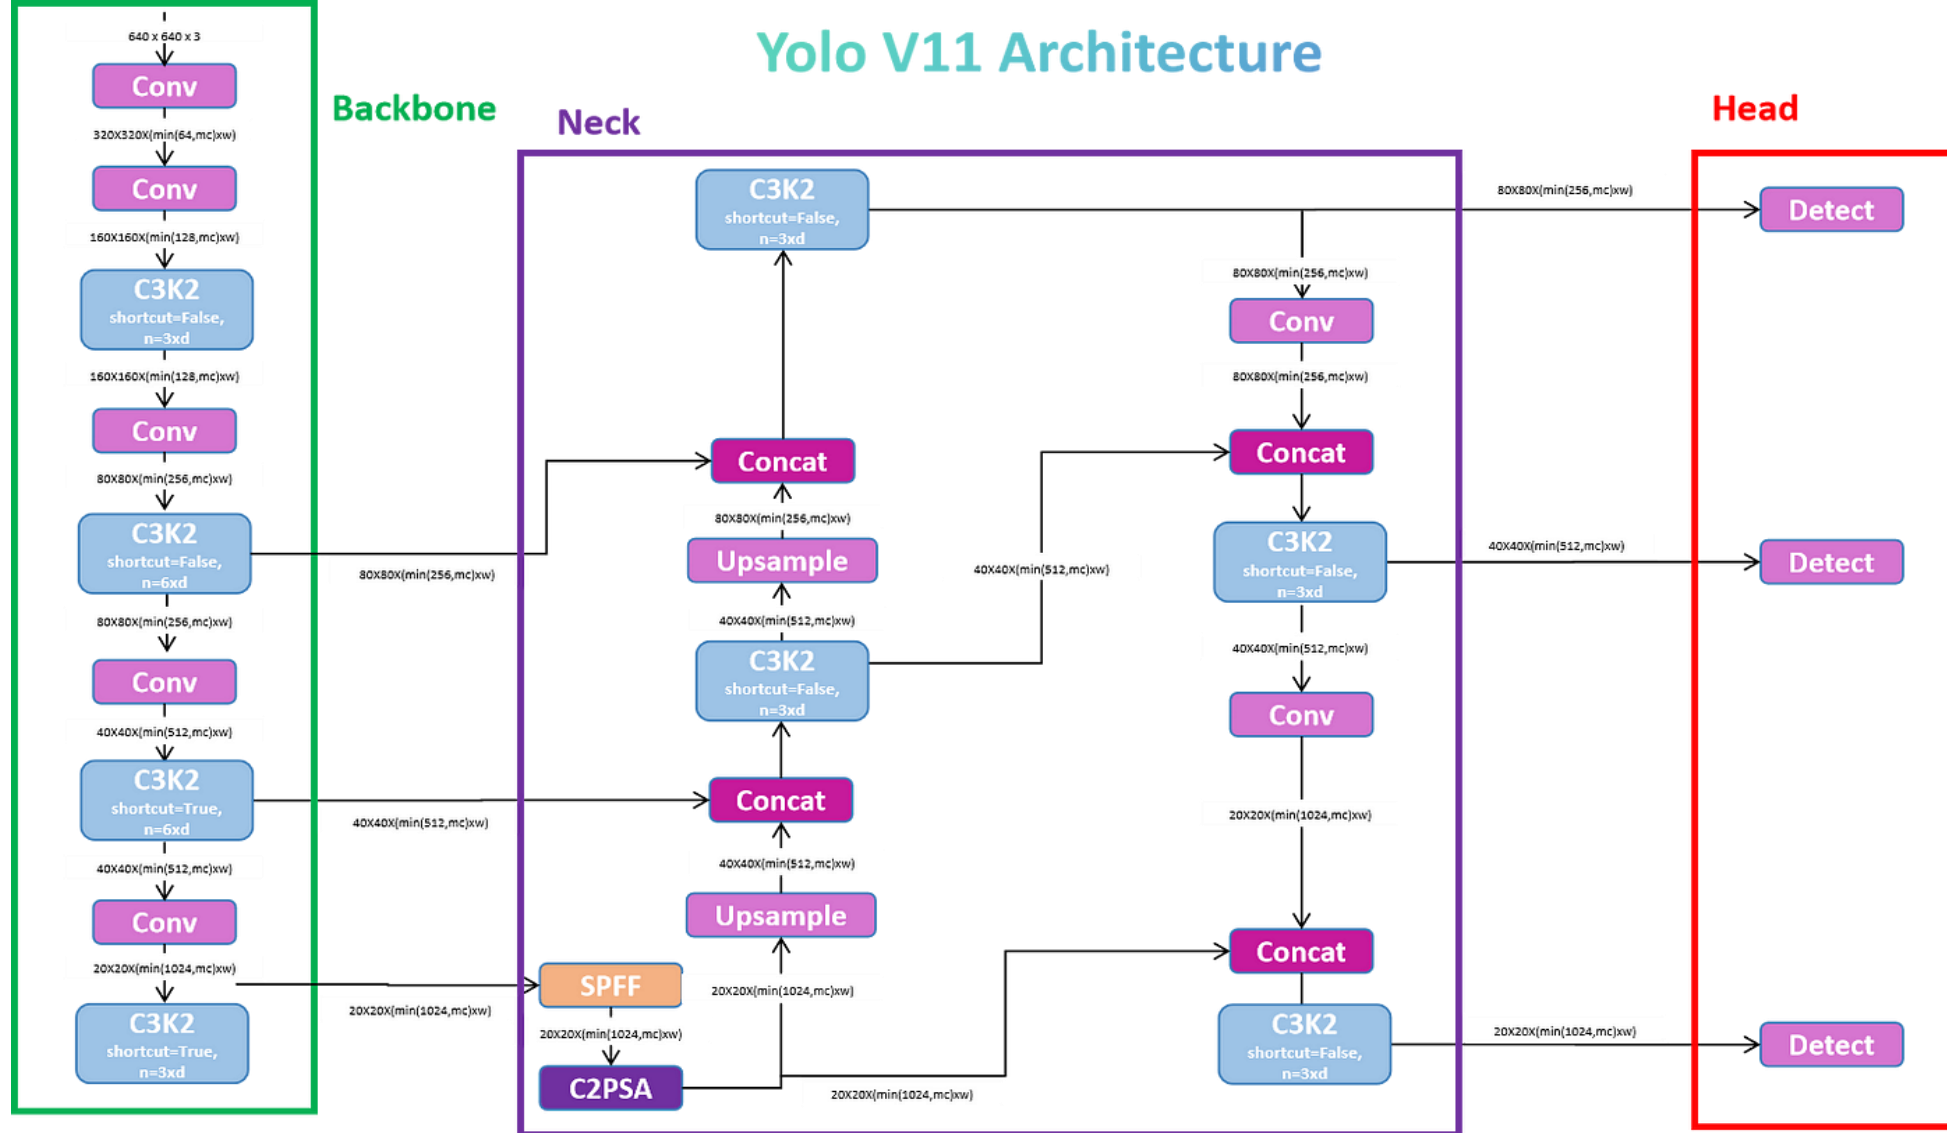 Yolo V11 Architecture
Backbone
640 x 640 x 3
Conv
320X320X(min(64,mc)xw)
Conv
160X160X(min(128,mc)xw)
C3K2
shortcut=False,
n=3xd
160X160X(min(128,mc)xw)
Conv
80X80X(min(256,mc)xw)
C3K2
shortcut=False,
n=6xd
80X80X(min(256,mc)xw)
80X80X(min(256,mc)xw)
Conv
40X40X(min(512,mc)xw)
C3K2
shortcut=True,
n=6xd
40X40X(min(512,mc)xw)
40X40X(min(512,mc)xw)
Conv
20X20X(min(1024,mc)xw)
20X20X(min(1024,mc)xw)
C3K2
shortcut=True,
n=3xd
Neck
C3K2
shortcut=False,
n=3xd
Concat
80X80X(min(256,mc)xw)
Upsample
40X40X(min(512,mc)xw)
C3K2
shortcut=False,
n=3xd
Concat
40X40X(min(512,mc)xw)
Upsample
20X20X(min(1024,mc)xw)
SPFF
20X20X(min(1024,mc)xw)
C2PSA
20X20X(min(1024,mc)xw)
40X40X(min(512,mc)xw)
80X80X(min(256,mc)xw)
Conv
80X80X(min(256,mc)xw)
Concat
C3K2
shortcut=False,
n=3xd
40X40X(min(512,mc)xw)
Conv
20X20X(min(1024,mc)xw)
Concat
C3K2
shortcut=False,
n=3xd
Head
80X80X(min(256,mc)xw)
Detect
40X40X(min(512,mc)xw)
Detect
20X20X(min(1024,mc)xw)
Detect